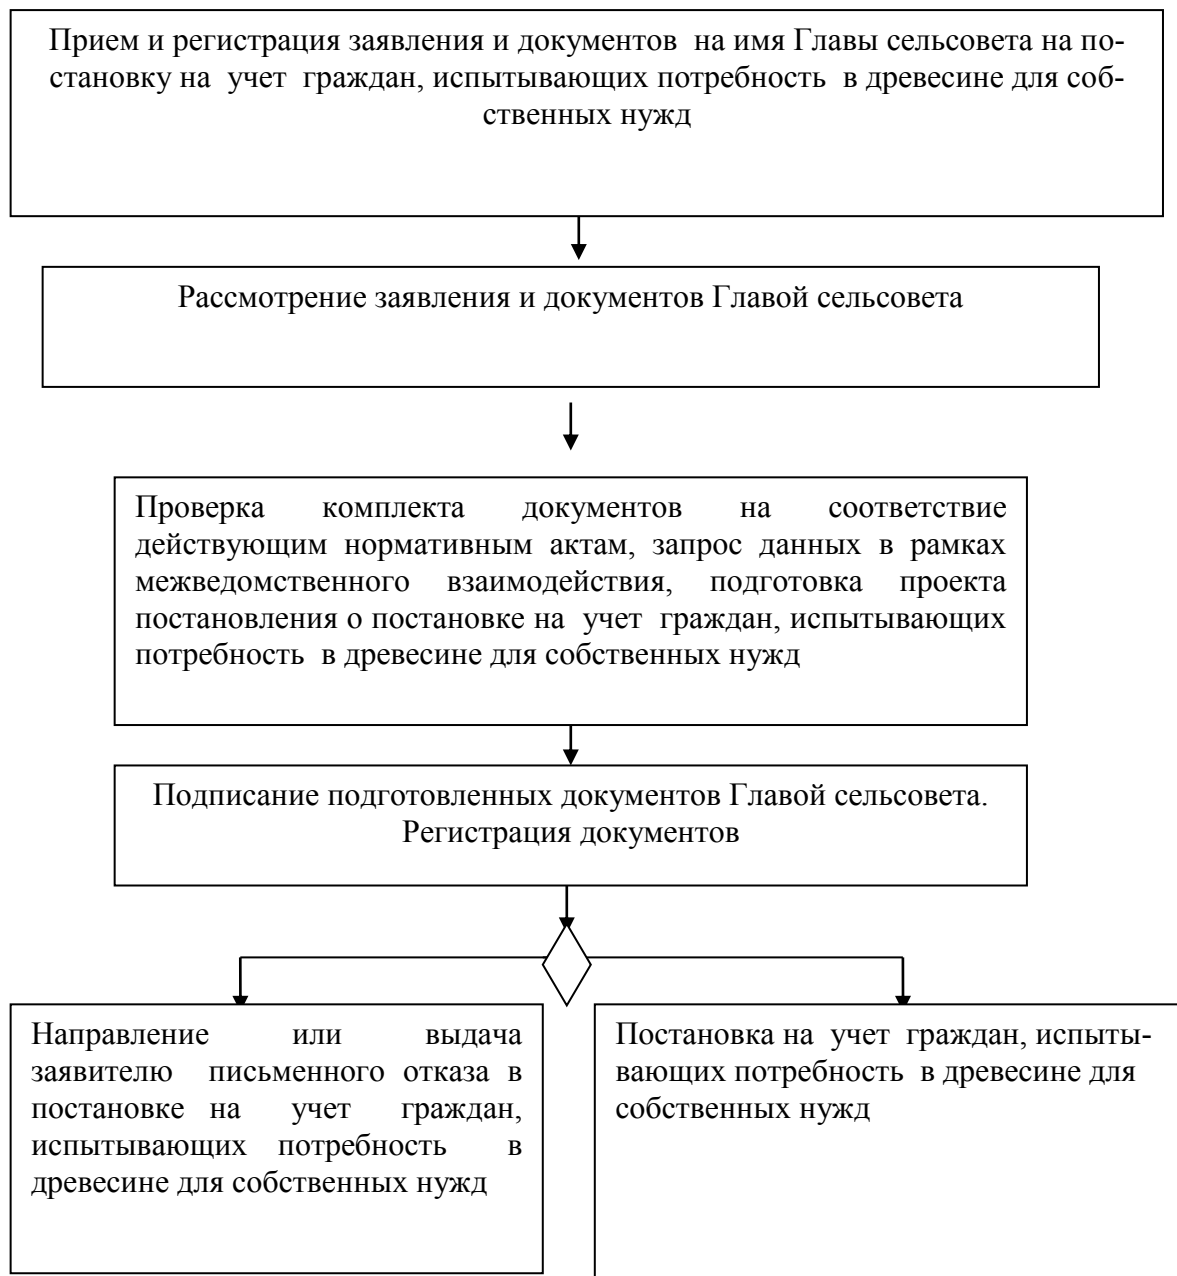 Прием и регистрация заявления и документов на имя Главы сельсовета на по-
становку на учет граждан, испытывающих потребность в древесине для соб-
ственных нужд
Рассмотрение заявления и документов Главой сельсовета
Проверка комплекта документов на соответствие
действующим нормативным актам, запрос данных в рамках
межведомственного взаимодействия, подготовка проекта
постановления о постановке на учет граждан, испытывающих
потребность в древесине для собственных нужд
Подписание подготовленных документов Главой сельсовета.
Регистрация документов
Направление или выдача
заявителю письменного отказа в
постановке на учет граждан,
испытывающих потребность в
древесине для собственных нужд
Постановка на учет граждан, испыты-
вающих потребность в древесине для
собственных нужд